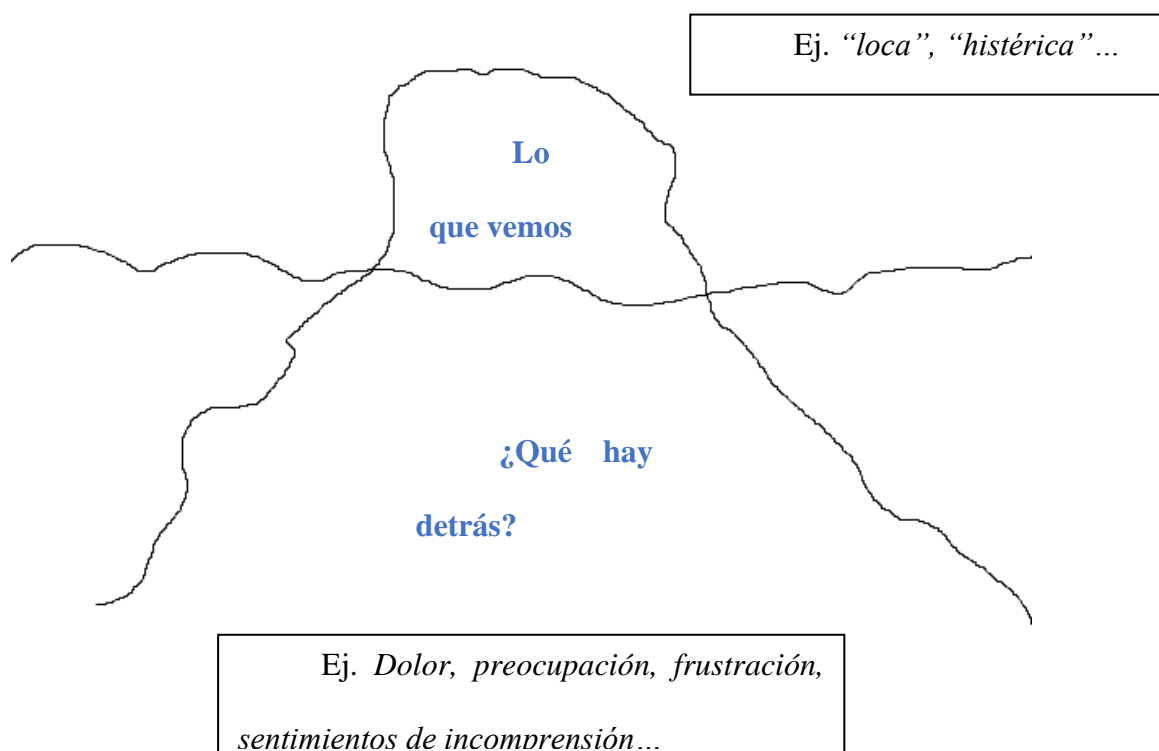 Ej. “loca”, “histérica”…
Lo
que vemos
¿Qué hay
detrás?
Ej. Dolor, preocupación, frustración,
sentimientos de incomprensión…